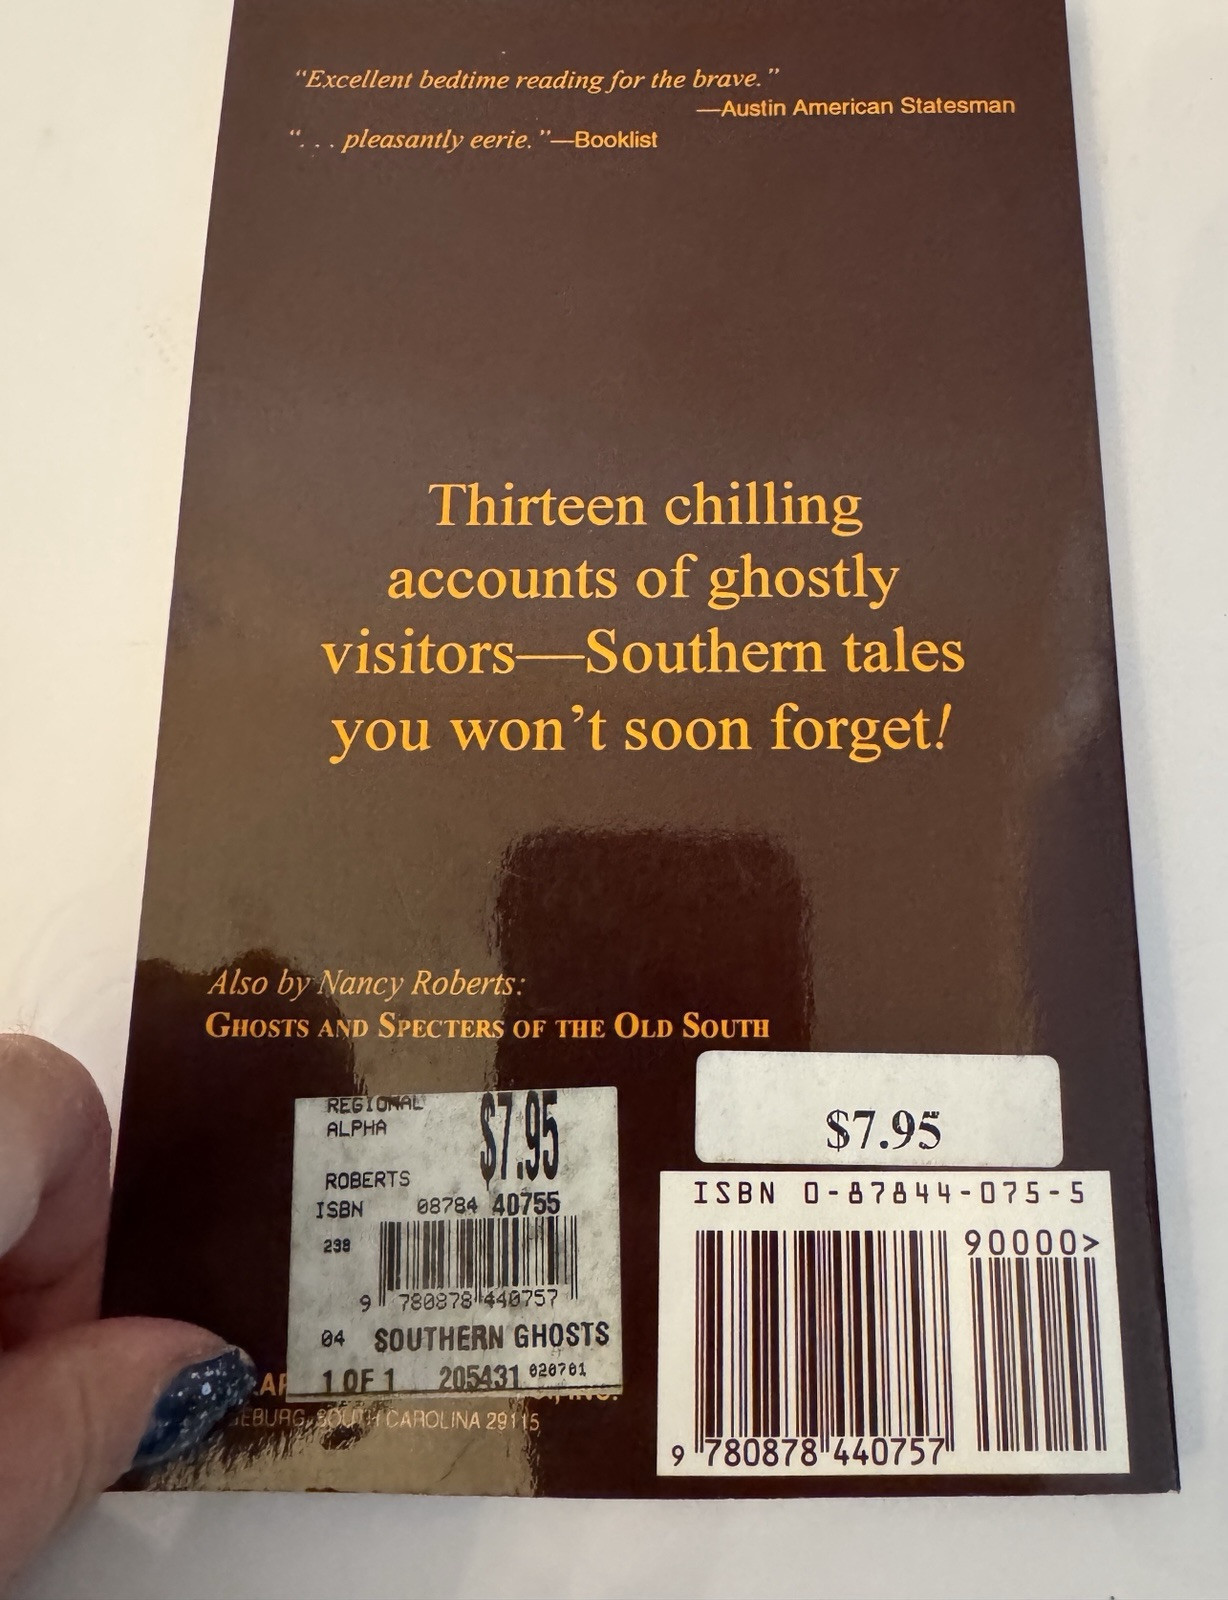 “Excellent bedtime reading for the brave.”
—Austin American Statesman
“. . . pleasantly eerie.”—Booklist
Thirteen chilling
accounts of ghostly
visitors—Southern tales
you won’t soon forget!
Also by Nancy Roberts:
GHOSTS AND SPECTERS OF THE OLD SOUTH
REGIONAL $7.95
ALPHA
ROBERTS
ISBN 08784 40755
238
9 780878 440757
04 SOUTHERN GHOSTS
1 OF 1 205431 020701
SOUTH CAROLINA 29115
$7.95
ISBN 0-87844-075-5
90000>
9 780878 440757